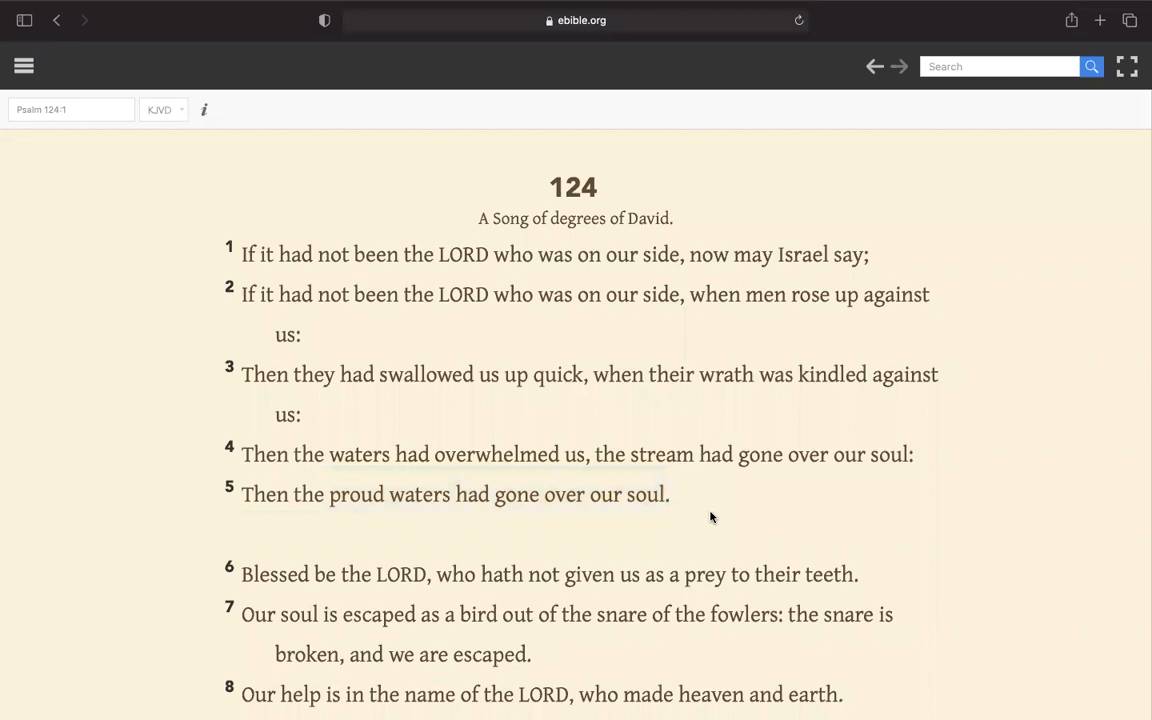 ebible.org
Search
Psalm 124:1
KJVD
i
124
A Song of degrees of David.
1 If it had not been the LORD who was on our side, now may Israel say;
2 If it had not been the LORD who was on our side, when men rose up against
us:
3 Then they had swallowed us up quick, when their wrath was kindled against
us:
4 Then the waters had overwhelmed us, the stream had gone over our soul:
5 Then the proud waters had gone over our soul.
6 Blessed be the LORD, who hath not given us as a prey to their teeth.
7 Our soul is escaped as a bird out of the snare of the fowlers: the snare is
broken, and we are escaped.
8 Our help is in the name of the LORD, who made heaven and earth.